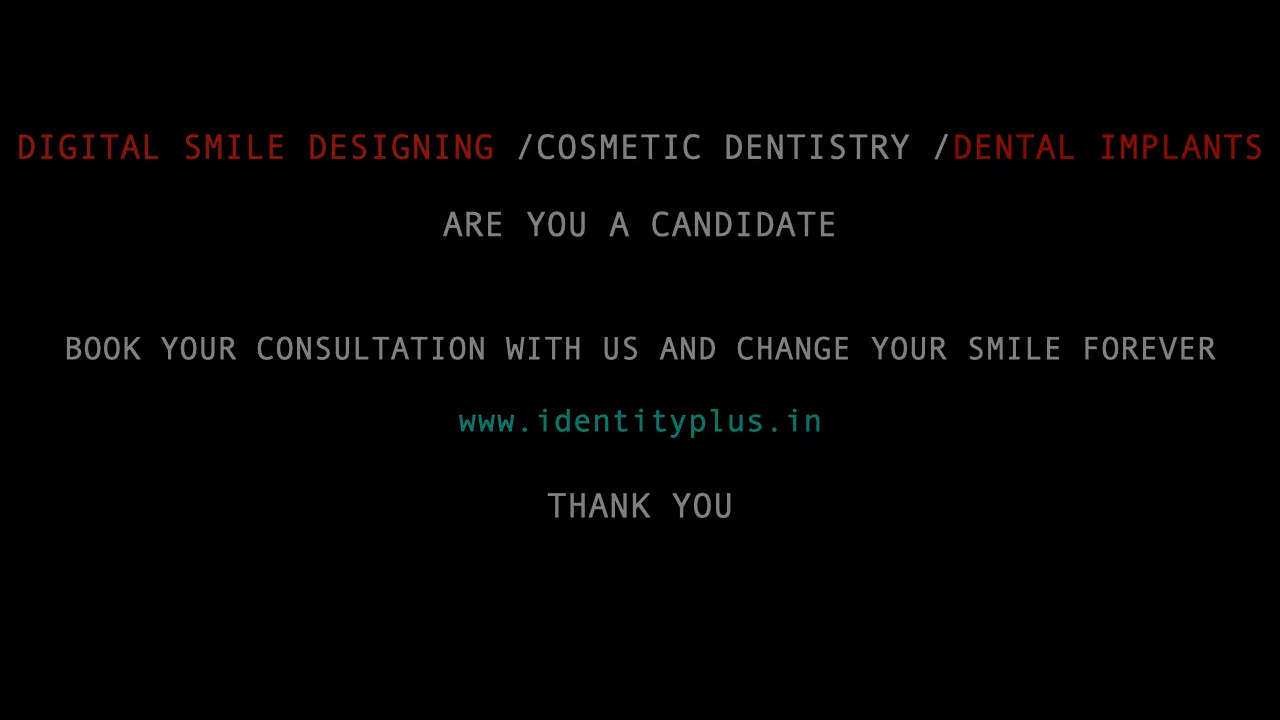 DIGITAL SMILE DESIGNING /COSMETIC DENTISTRY /DENTAL IMPLANTS
ARE YOU A CANDIDATE
BOOK YOUR CONSULTATION WITH US AND CHANGE YOUR SMILE FOREVER
www.identityplus.in
THANK YOU